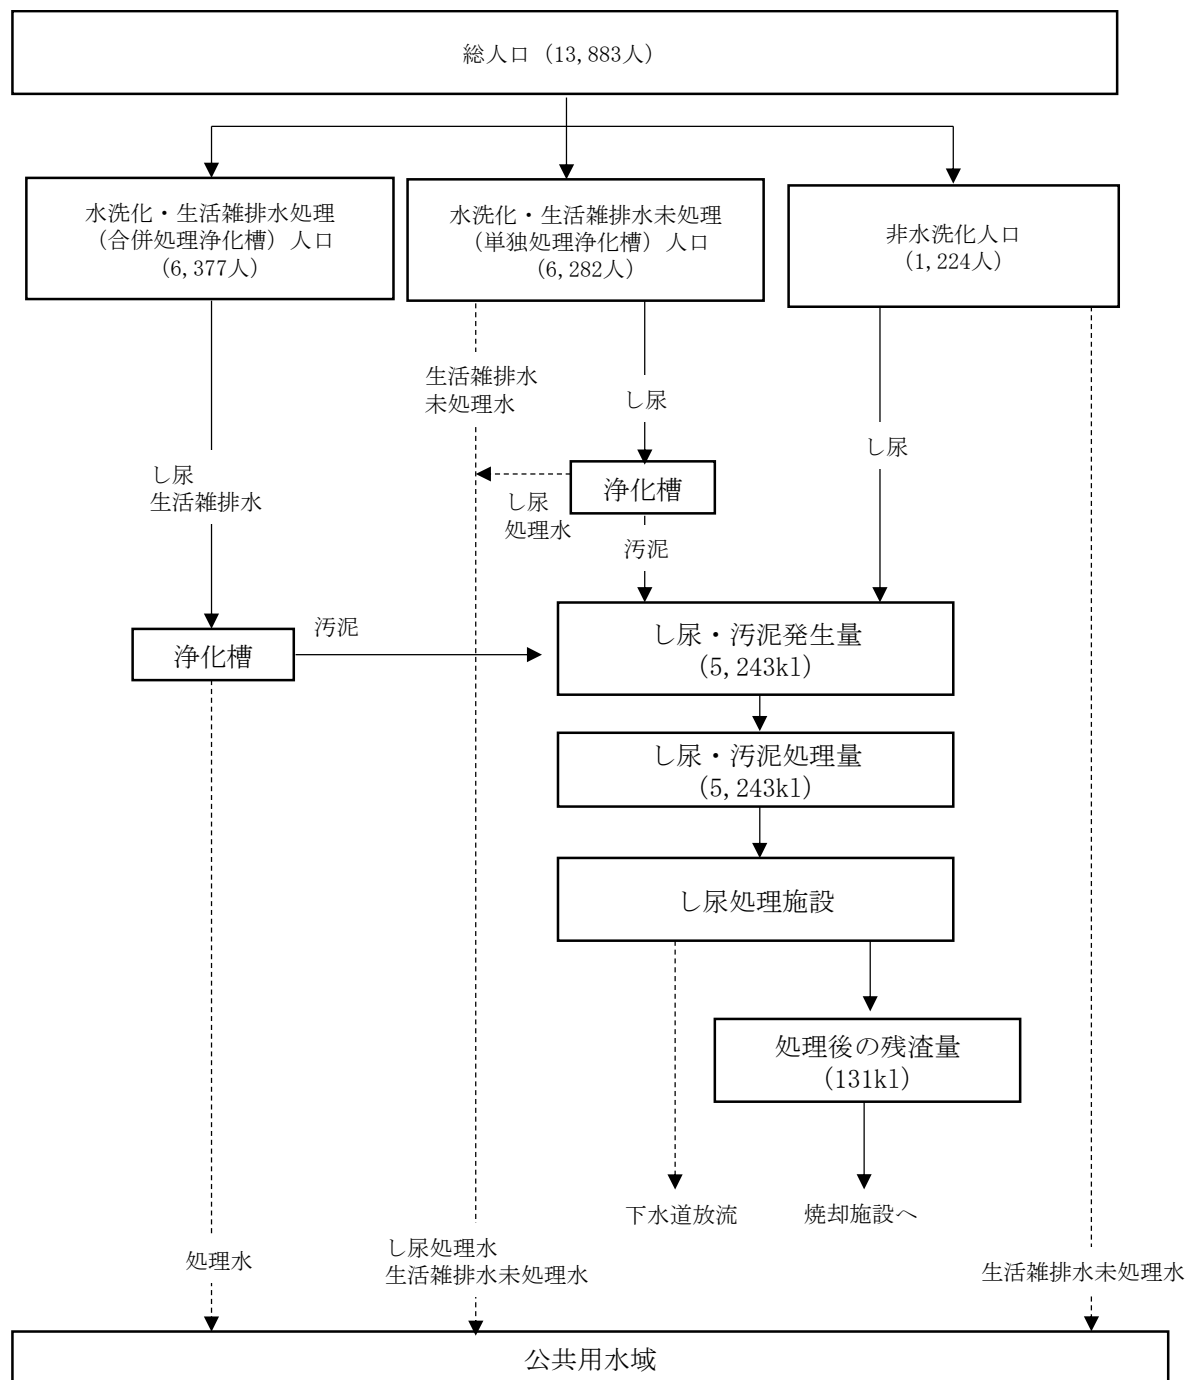 総人口（13,883人）
水洗化・生活雑排水処理
（合併処理浄化槽）人口
（6,377人）
水洗化・生活雑排水未処理
（単独処理浄化槽）人口
（6,282人）
非水洗化人口
（1,224人）
生活雑排水
未処理水
し尿
し尿
し尿
生活雑排水
浄化槽
し尿
処理水
汚泥
浄化槽
汚泥
し尿・汚泥発生量
（5,243kl）
し尿・汚泥処理量
（5,243kl）
し尿処理施設
処理後の残渣量
（131kl）
下水道放流
焼却施設へ
処理水
し尿処理水
生活雑排水未処理水
生活雑排水未処理水
公共用水域